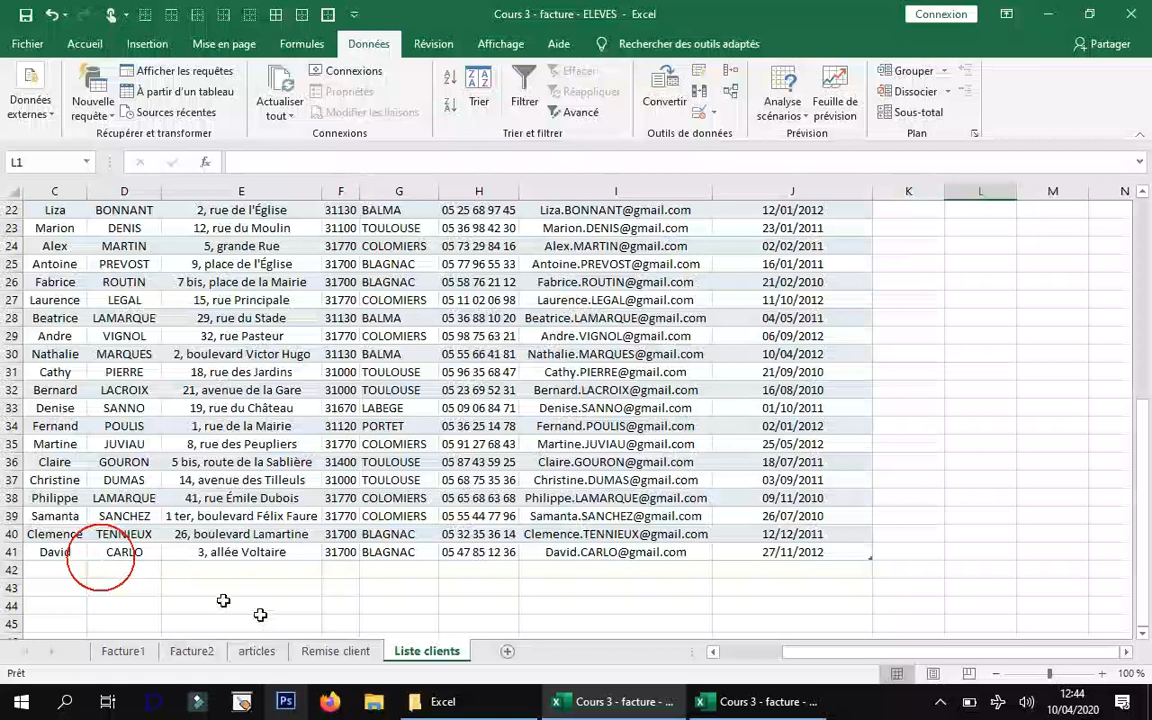 Cours 3 - facture - ELEVES - Excel
Connexion
Fichier Accueil Insertion Mise en page Formules Données Révision Affichage Aide Rechercher des outils adaptés Partager
Données externes
Nouvelle requête
Afficher les requêtes
À partir d'un tableau
Sources récentes
Récupérer et transformer
Actualiser tout
Connexions
Propriétés
Modifier les liaisons
Connexions
Trier
Filtrer
Effacer
Réappliquer
Avancé
Trier et filtrer
Convertir
Outils de données
Analyse scénarios
Feuille de prévision
Prévision
Grouper
Dissocier
Sous-total
Plan
L1
fx
C D E F G H I J K L M N
22 Liza BONNANT 2, rue de l'Église 31130 BALMA 05 25 68 97 45 Liza.BONNANT@gmail.com 12/01/2012
23 Marion DENIS 12, rue du Moulin 31100 TOULOUSE 05 36 98 42 30 Marion.DENIS@gmail.com 23/01/2011
24 Alex MARTIN 5, grande Rue 31770 COLOMIERS 05 73 29 84 16 Alex.MARTIN@gmail.com 02/02/2011
25 Antoine PREVOST 9, place de l'Église 31700 BLAGNAC 05 77 96 55 33 Antoine.PREVOST@gmail.com 16/01/2011
26 Fabrice ROUTIN 7 bis, place de la Mairie 31700 BLAGNAC 05 58 76 21 12 Fabrice.ROUTIN@gmail.com 21/02/2010
27 Laurence LEGAL 15, rue Principale 31770 COLOMIERS 05 11 02 06 98 Laurence.LEGAL@gmail.com 11/10/2012
28 Beatrice LAMARQUE 29, rue du Stade 31130 BALMA 05 36 88 10 20 Beatrice.LAMARQUE@gmail.com 04/05/2011
29 Andre VIGNOL 32, rue Pasteur 31770 COLOMIERS 05 98 75 63 21 Andre.VIGNOL@gmail.com 06/09/2012
30 Nathalie MARQUES 2, boulevard Victor Hugo 31130 BALMA 05 55 66 41 81 Nathalie.MARQUES@gmail.com 10/04/2012
31 Cathy PIERRE 18, rue des Jardins 31000 TOULOUSE 05 96 35 68 47 Cathy.PIERRE@gmail.com 21/09/2010
32 Bernard LACROIX 21, avenue de la Gare 31000 TOULOUSE 05 23 69 52 31 Bernard.LACROIX@gmail.com 16/08/2010
33 Denise SANNO 19, rue du Château 31670 LABEGE 05 09 06 84 71 Denise.SANNO@gmail.com 01/10/2011
34 Fernand POULIS 1, rue de la Mairie 31120 PORTET 05 36 25 14 78 Fernand.POULIS@gmail.com 02/01/2012
35 Martine JUVIAU 8, rue des Peupliers 31770 COLOMIERS 05 91 27 68 43 Martine.JUVIAU@gmail.com 25/05/2012
36 Claire GOURON 5 bis, route de la Sablière 31400 TOULOUSE 05 87 43 59 25 Claire.GOURON@gmail.com 18/07/2011
37 Christine DUMAS 14, avenue des Tilleuls 31000 TOULOUSE 05 46 35 57 35 Christine.DUMAS@gmail.com 03/09/2011
38 Philippe LAMARQUE 41, rue Émile Dubois 31770 COLOMIERS 05 65 68 63 68 Philippe.LAMARQUE@gmail.com 09/11/2010
39 Samanta SANCHEZ 1 ter, boulevard Félix Faure 31770 COLOMIERS 05 55 44 77 96 Samanta.SANCHEZ@gmail.com 26/07/2010
40 Clemence TENNIEUX 26, boulevard Lamartine 31700 BLAGNAC 05 32 35 36 14 Clemence.TENNIEUX@gmail.com 12/12/2011
41 David CARLO 3, allée Voltaire 31700 BLAGNAC 05 47 85 12 36 David.CARLO@gmail.com 27/11/2012
42
43
44
45
Facture1 Facture2 articles Remise client Liste clients
Prêt
100 %
Excel
Cours 3 - facture - ...
Cours 3 - facture - ...
12:44
10/04/2020